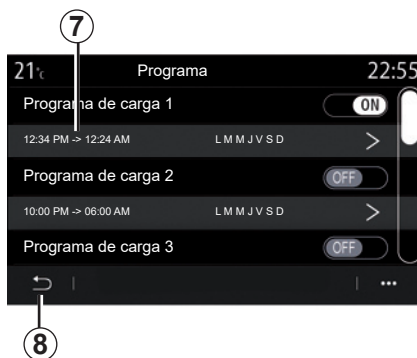 7
21°c Programa 22:55
Programa de carga 1 ON
12:34 PM -> 12:24 AM L M M J V S D
Programa de carga 2 OFF
10:00 PM -> 06:00 AM L M M J V S D
Programa de carga 3 OFF
8